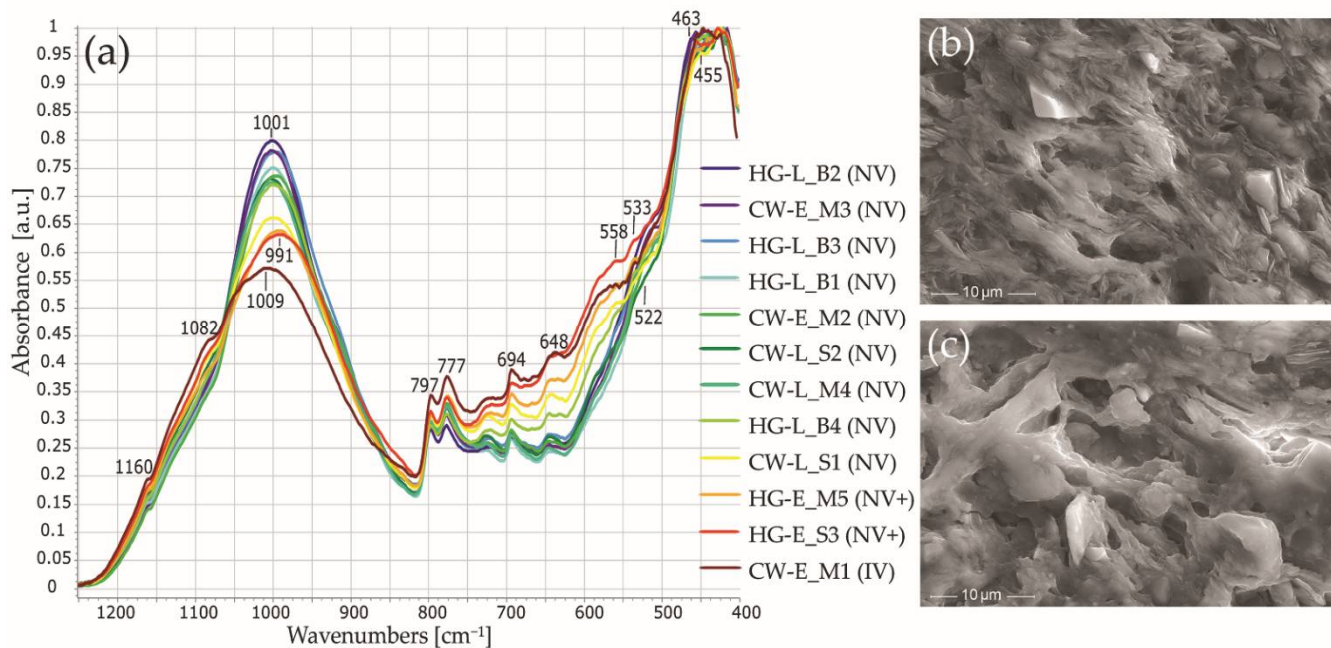 (a)
1
0.95
0.9
0.85
0.8
0.75
0.7
0.65
0.6
0.55
0.5
0.45
0.4
0.35
0.3
0.25
0.2
0.15
0.1
0.05
0
Absorbance [a.u.]
1200 1100 1000 900 800 700 600 500 400
Wavenumbers [cm⁻¹]
1160
1082
1001
991
1009
797
777
694
648
558
533
522
463
455
HG-L_B2 (NV)
CW-E_M3 (NV)
HG-L_B3 (NV)
HG-L_B1 (NV)
CW-E_M2 (NV)
CW-L_S2 (NV)
CW-L_M4 (NV)
HG-L_B4 (NV)
CW-L_S1 (NV)
HG-E_M5 (NV+)
HG-E_S3 (NV+)
CW-E_M1 (IV)
(b)
10 µm
(c)
10 µm